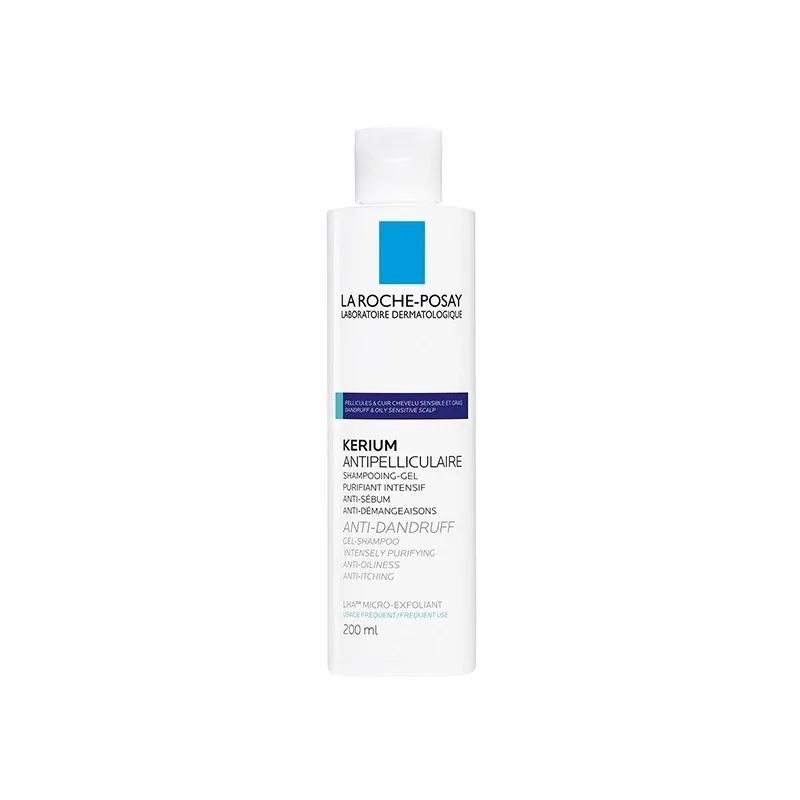 LA ROCHE-POSAY
LABORATOIRE DERMATOLOGIQUE
PELLICULES & CUIR CHEVELU SENSIBLE ET GRAS
DANDRUFF & OILY SENSITIVE SCALP
KERIUM
ANTIPELLICULAIRE
SHAMPOOING-GEL
PURIFIANT INTENSIF
ANTI-SÉBUM
ANTI-DÉMANGEAISONS
ANTI-DANDRUFF
GEL-SHAMPOO
INTENSELY PURIFYING
ANTI-OILINESS
ANTI-ITCHING
LHA™ MICRO-EXFOLIANT
USAGE FRÉQUENT/FREQUENT USE
200 ml